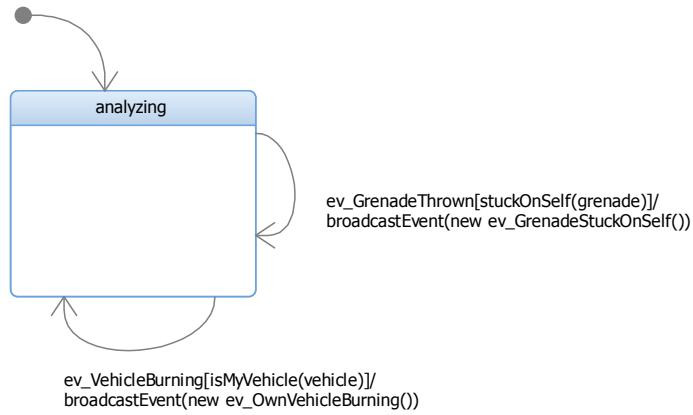 analyzing
ev_GrenadeThrown[stuckOnSelf(grenade)]/
broadcastEvent(new ev_GrenadeStuckOnSelf())
ev_VehicleBurning[isMyVehicle(vehicle)]/
broadcastEvent(new ev_OwnVehicleBurning())